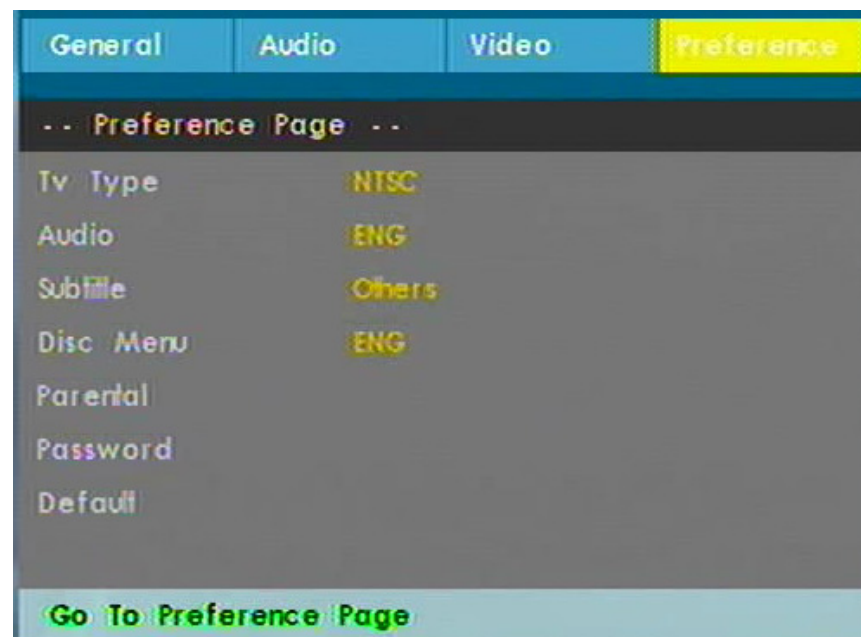 General Audio Video Preference
-- Preference Page --
Tv Type NTSC
Audio ENG
Subtitle Others
Disc Menu ENG
Parental
Password
Default
Go To Preference Page